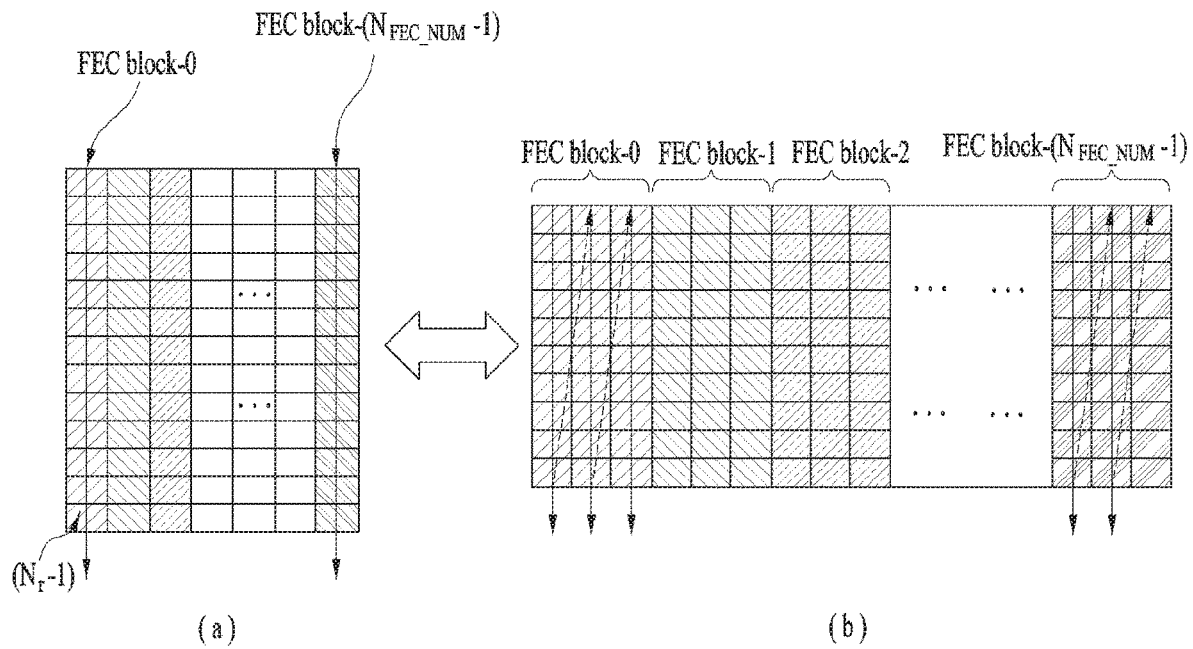 FEC block-(N_FEC_NUM -1)
FEC block-0
FEC block-0
FEC block-1
FEC block-2
FEC block-(N_FEC_NUM -1)
...
...
... ...
... ...
(N_r-1)
(a)
(b)